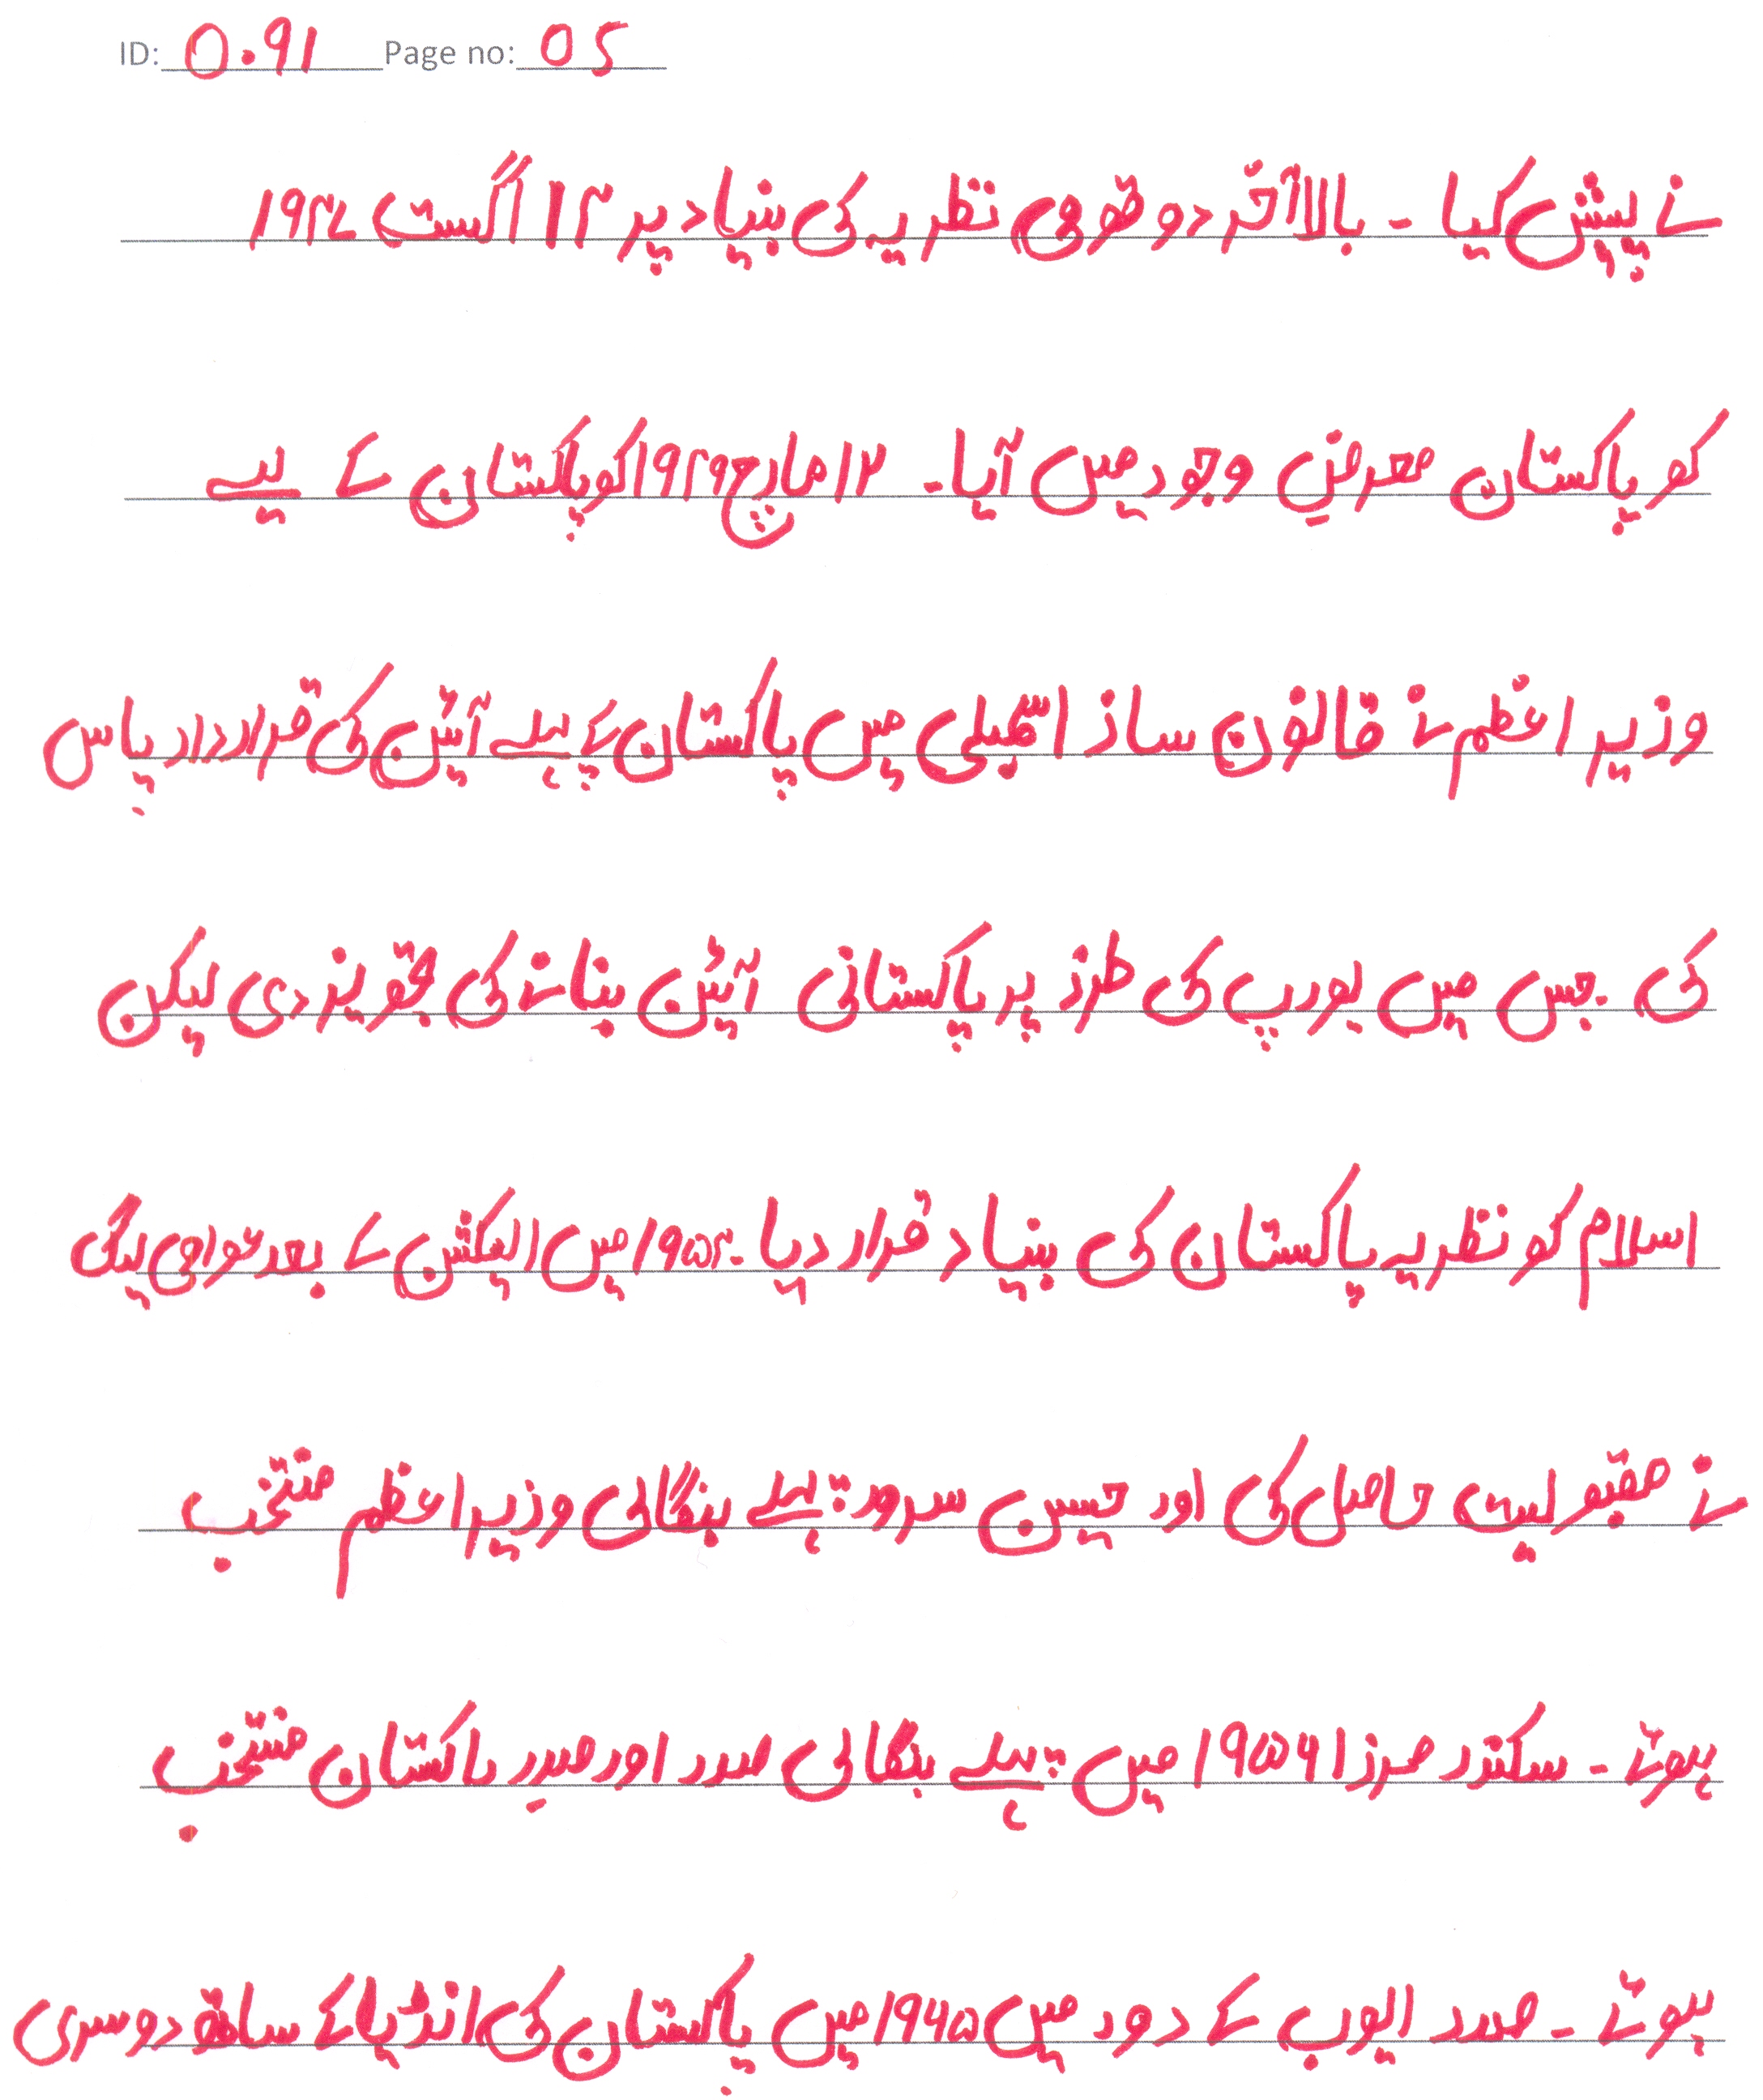 ID: 0.91 Page no: 05
نے پیش کیا ۔ بالآخر دو قومی نظریہ کی بنیاد پر ۱۴ اگست ۱۹۴۷
کو پاکستان معرض وجود میں آیا ۔ ۱۲ مارچ ۱۹۴۹ کو پاکستان کے لیے
وزیر اعظم نے قانون ساز اسمبلی میں پاکستان کے پہلے آئین کی قرارداد پاس
کی ۔ جس میں یورپ کی طرز پر پاکستانی آئین بنانے کی تجویز دی لیکن
اسلام کو نظریہ پاکستان کی بنیاد قرار دیا ۔ ۱۹۵۴ میں الیکشن کے بعد عوامی لیگ
نے مقبولیت حاصل کی اور حسین سرور پہلے بنگالی وزیر اعظم منتخب
ہوئے ۔ سکندر مرزا ۱۹۵۶ میں پہلے بنگالی صدر اور صدر پاکستان منتخب
ہوئے ۔ صدر ایوب کے دور میں ۱۹۶۵ میں پاکستان کی انڈیا کے ساتھ دوسری